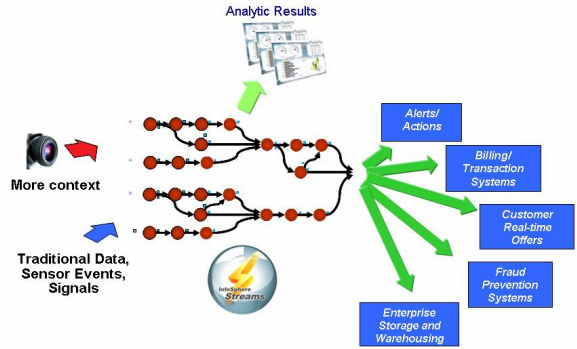 Analytic Results
More context
Traditional Data,
Sensor Events,
Signals
InfoSphere
Streams
Alerts/
Actions
Billing/
Transaction
Systems
Customer
Real-time
Offers
Fraud
Prevention
Systems
Enterprise
Storage and
Warehousing